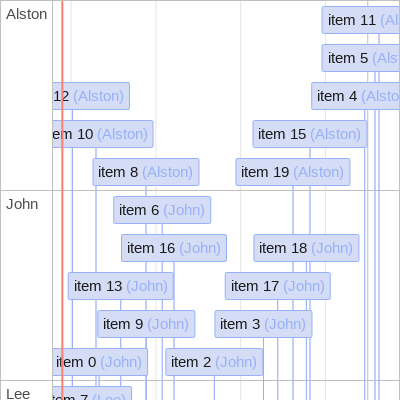 Alston
item 11 (Al
item 5 (Als
12 (Alston)
item 4 (Alsto
em 10 (Alston)
item 15 (Alston)
item 8 (Alston)
item 19 (Alston)
John
item 6 (John)
item 16 (John)
item 18 (John)
item 13 (John)
item 17 (John)
item 9 (John)
item 3 (John)
item 0 (John)
item 2 (John)
Lee
em 7 (Lee)